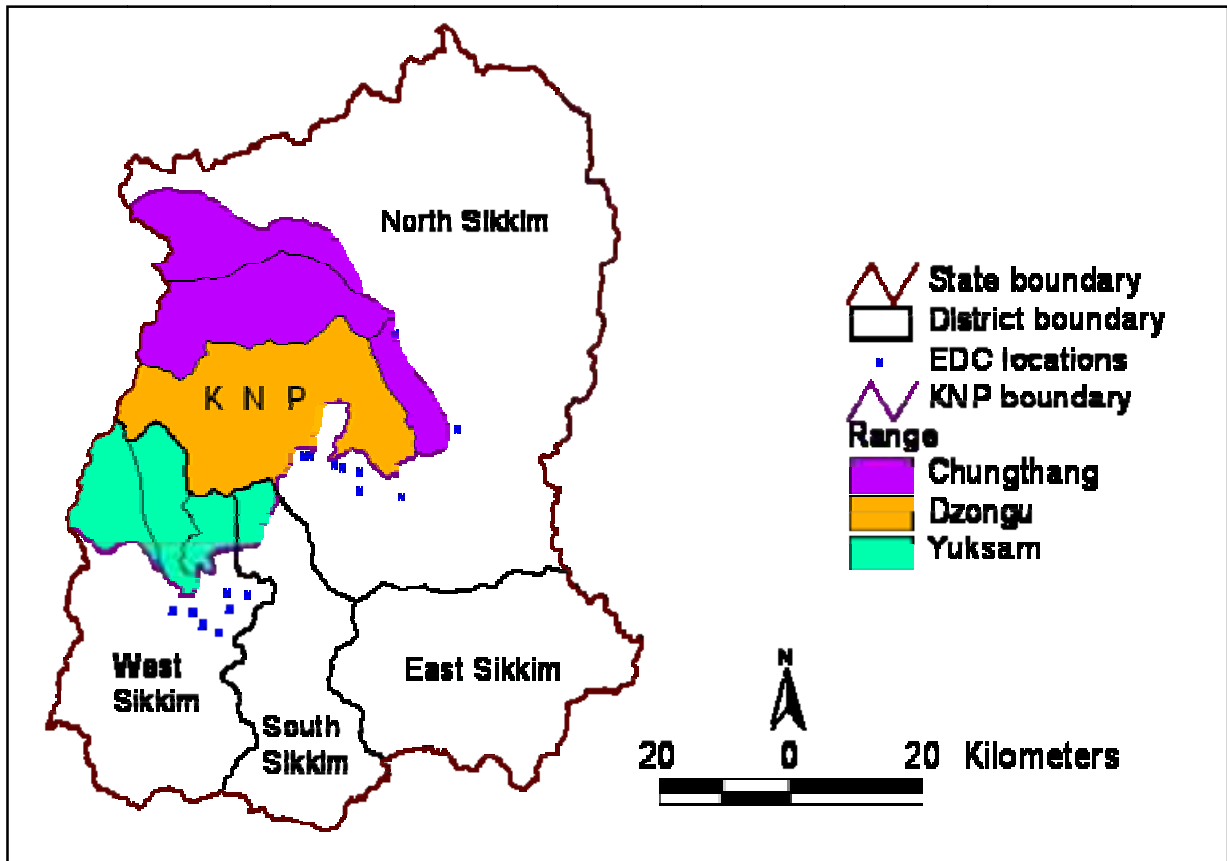 North Sikkim
K N P
West
Sikkim
South
Sikkim
East Sikkim
State boundary
District boundary
EDC locations
KNP boundary
Range
Chungthang
Dzongu
Yuksam
N
20 0 20 Kilometers